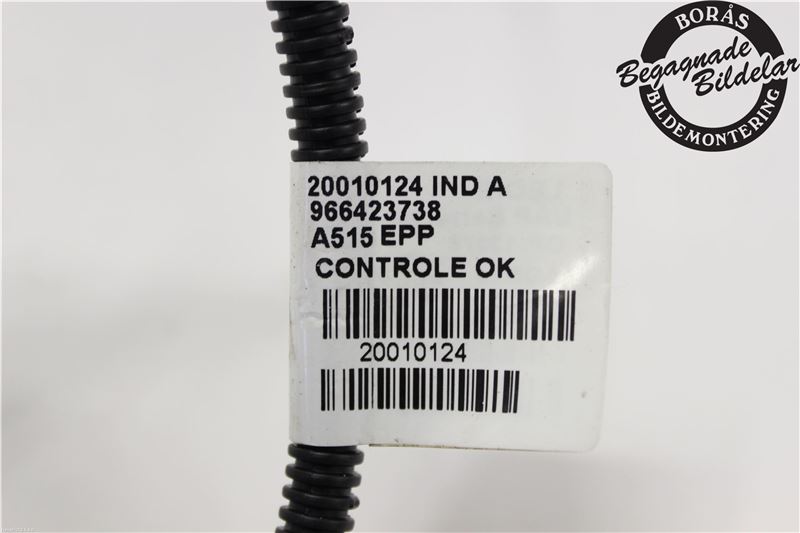 BORÅS
Begagnade
Bildelar
BILDEMONTERING
20010124 IND A
966423738
A515 EPP
CONTROLE OK
20010124